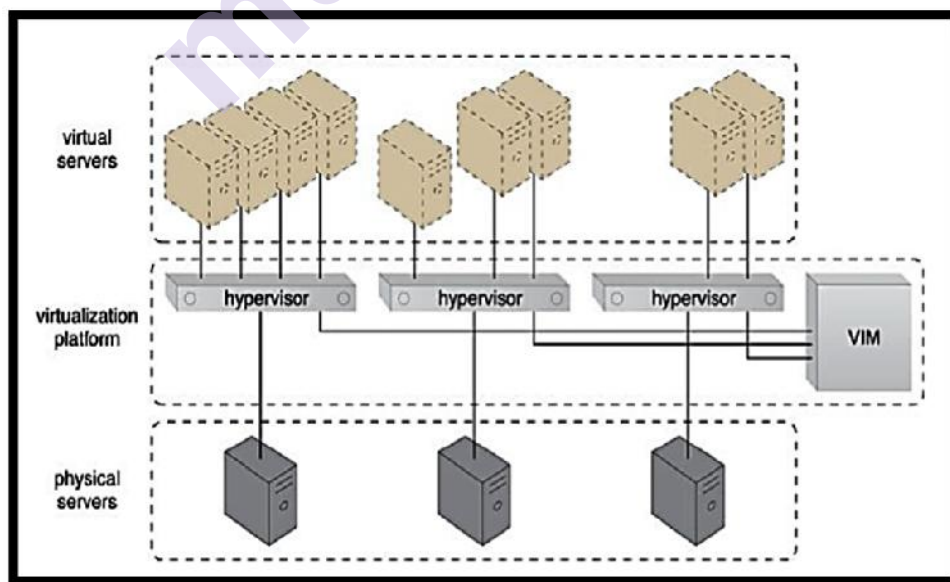 virtual
servers
hypervisor
hypervisor
hypervisor
virtualization
platform
VIM
physical
servers